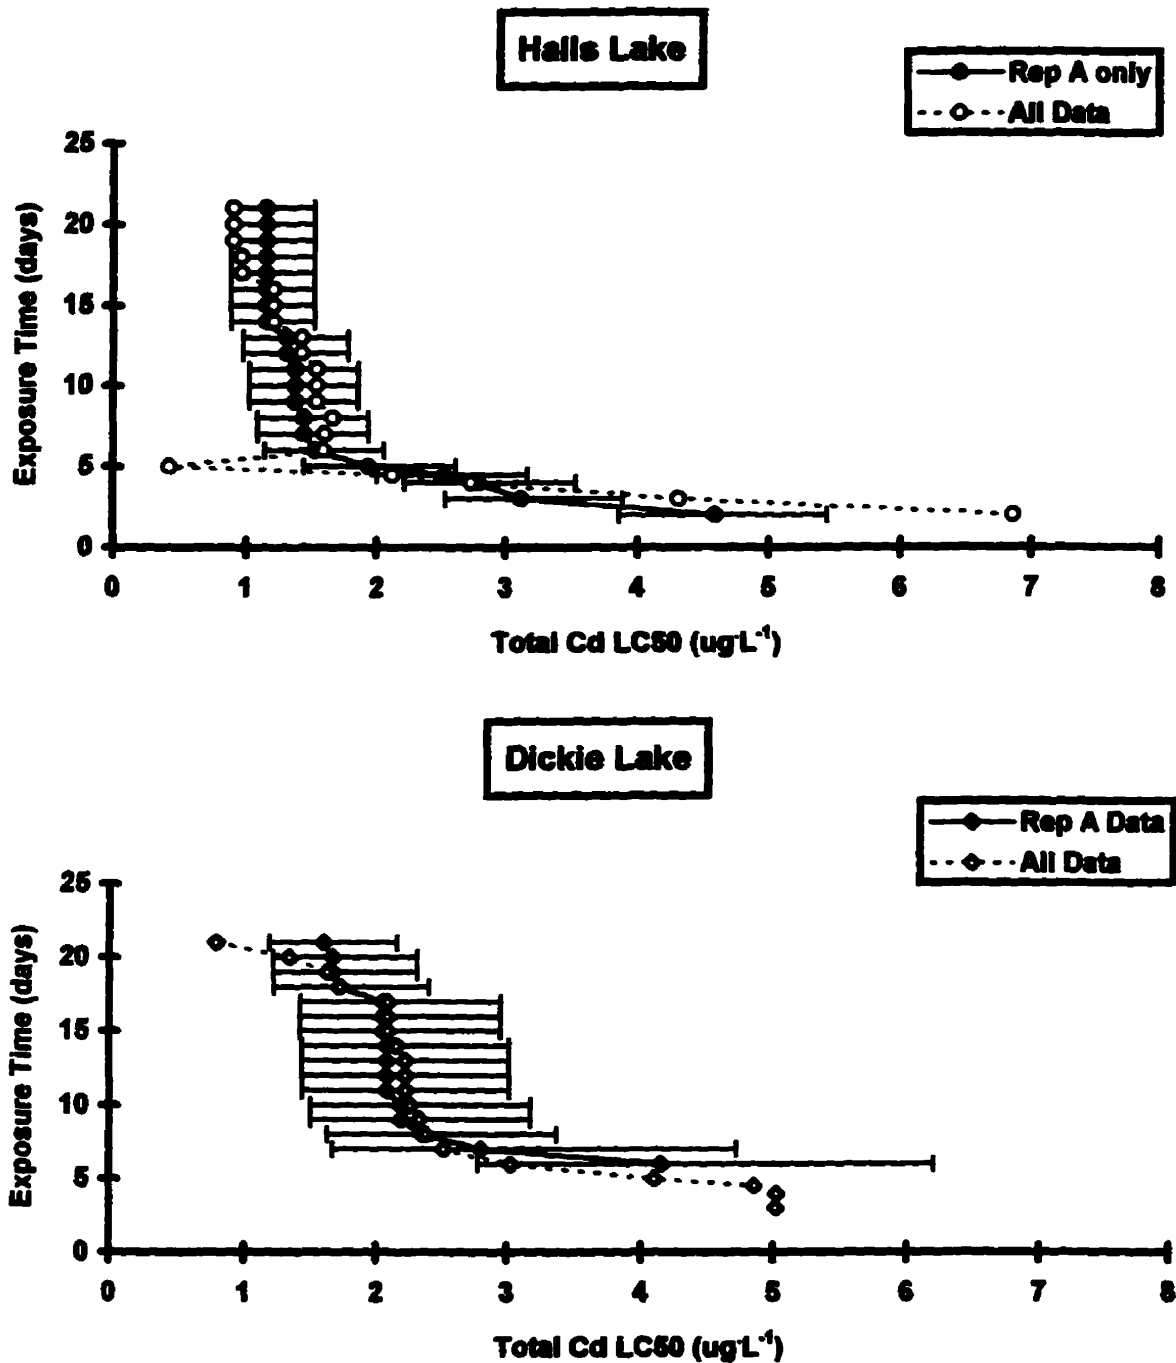 Halls Lake
Rep A only
All Data
25
20
15
10
5
0
Exposure Time (days)
0 1 2 3 4 5 6 7 8
Total Cd LC50 (ug·L⁻¹)
Dickie Lake
Rep A Data
All Data
25
20
15
10
5
0
Exposure Time (days)
0 1 2 3 4 5 6 7 8
Total Cd LC50 (ug·L⁻¹)